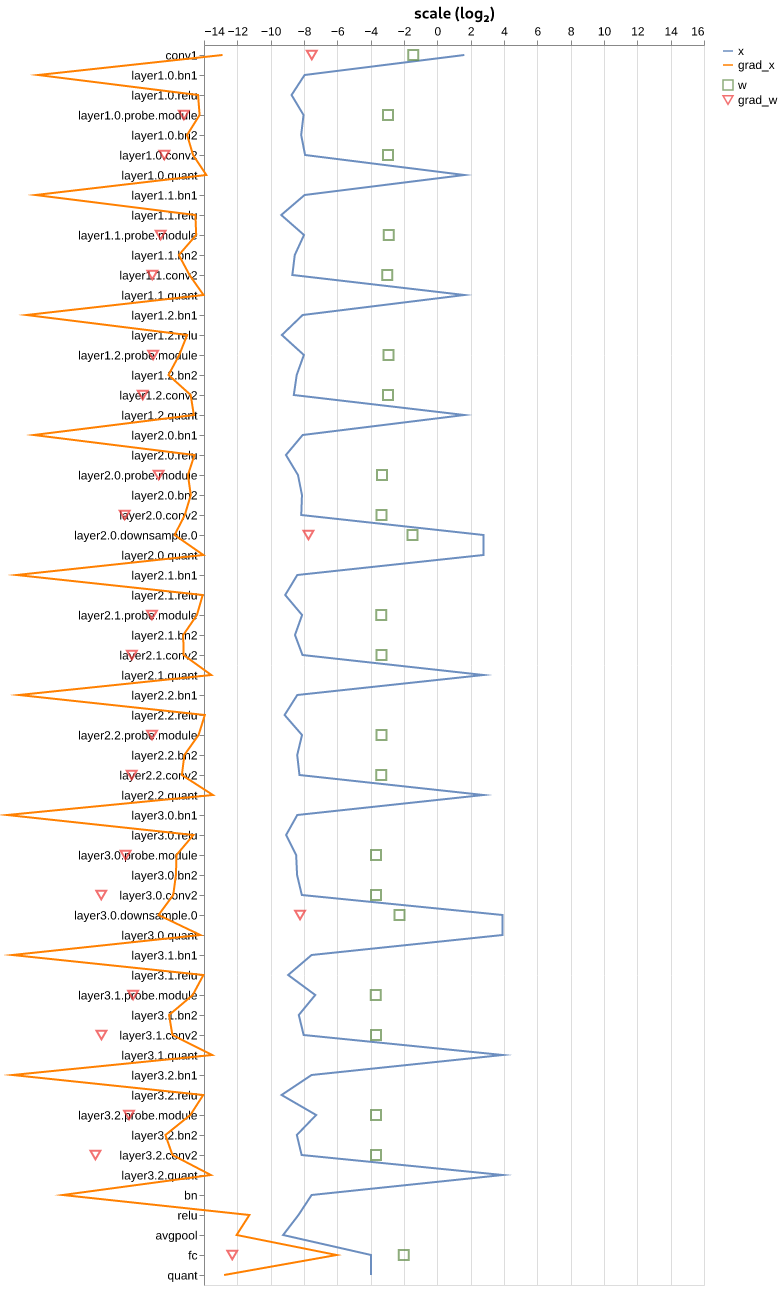 scale (log2)
−14 −12 −10 −8 −6 −4 −2 0 2 4 6 8 10 12 14 16
x
grad_x
w
grad_w
conv1
layer1.0.bn1
layer1.0.relu
layer1.0.probe.module
layer1.0.bn2
layer1.0.conv2
layer1.0.quant
layer1.1.bn1
layer1.1.relu
layer1.1.probe.module
layer1.1.bn2
layer1.1.conv2
layer1.1.quant
layer1.2.bn1
layer1.2.relu
layer1.2.probe.module
layer1.2.bn2
layer1.2.conv2
layer1.2.quant
layer2.0.bn1
layer2.0.relu
layer2.0.probe.module
layer2.0.bn2
layer2.0.conv2
layer2.0.downsample.0
layer2.0.quant
layer2.1.bn1
layer2.1.relu
layer2.1.probe.module
layer2.1.bn2
layer2.1.conv2
layer2.1.quant
layer2.2.bn1
layer2.2.relu
layer2.2.probe.module
layer2.2.bn2
layer2.2.conv2
layer2.2.quant
layer3.0.bn1
layer3.0.relu
layer3.0.probe.module
layer3.0.bn2
layer3.0.conv2
layer3.0.downsample.0
layer3.0.quant
layer3.1.bn1
layer3.1.relu
layer3.1.probe.module
layer3.1.bn2
layer3.1.conv2
layer3.1.quant
layer3.2.bn1
layer3.2.relu
layer3.2.probe.module
layer3.2.bn2
layer3.2.conv2
layer3.2.quant
bn
relu
avgpool
fc
quant